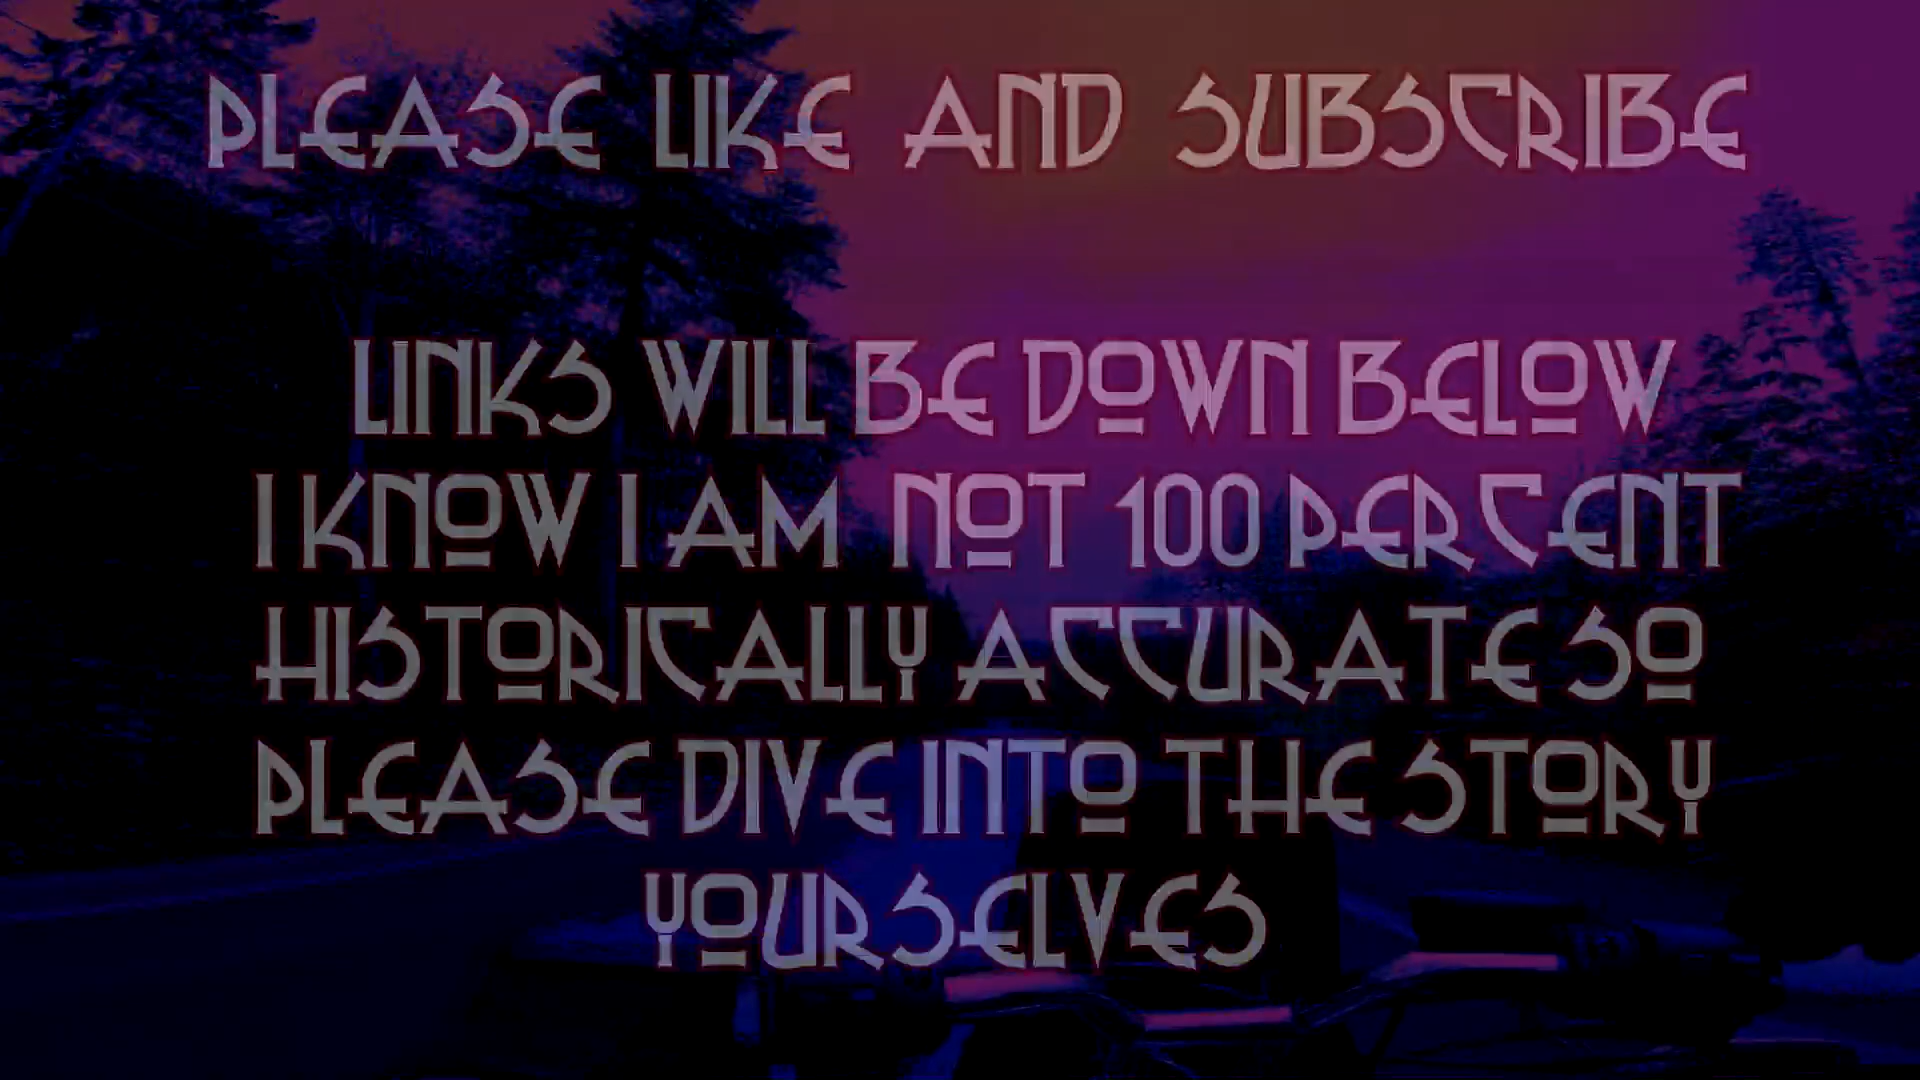 PLEASE LIKE AND SUBSCRIBE
LINKS WILL BE DOWN BELOW
I KNOW I AM NOT 100 PERCENT
HISTORICALLY ACCURATE SO
PLEASE DIVE INTO THE STORY
YOURSELVES